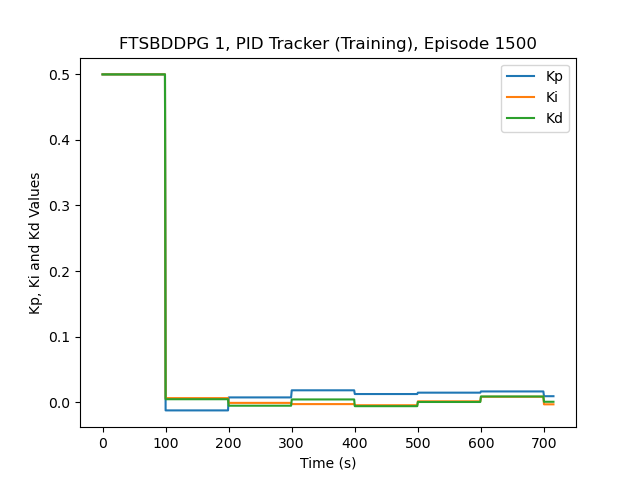 FTSBDDPG 1, PID Tracker (Training), Episode 1500
Kp
Ki
Kd
Kp, Ki and Kd Values
0.5
0.4
0.3
0.2
0.1
0.0
0 100 200 300 400 500 600 700
Time (s)